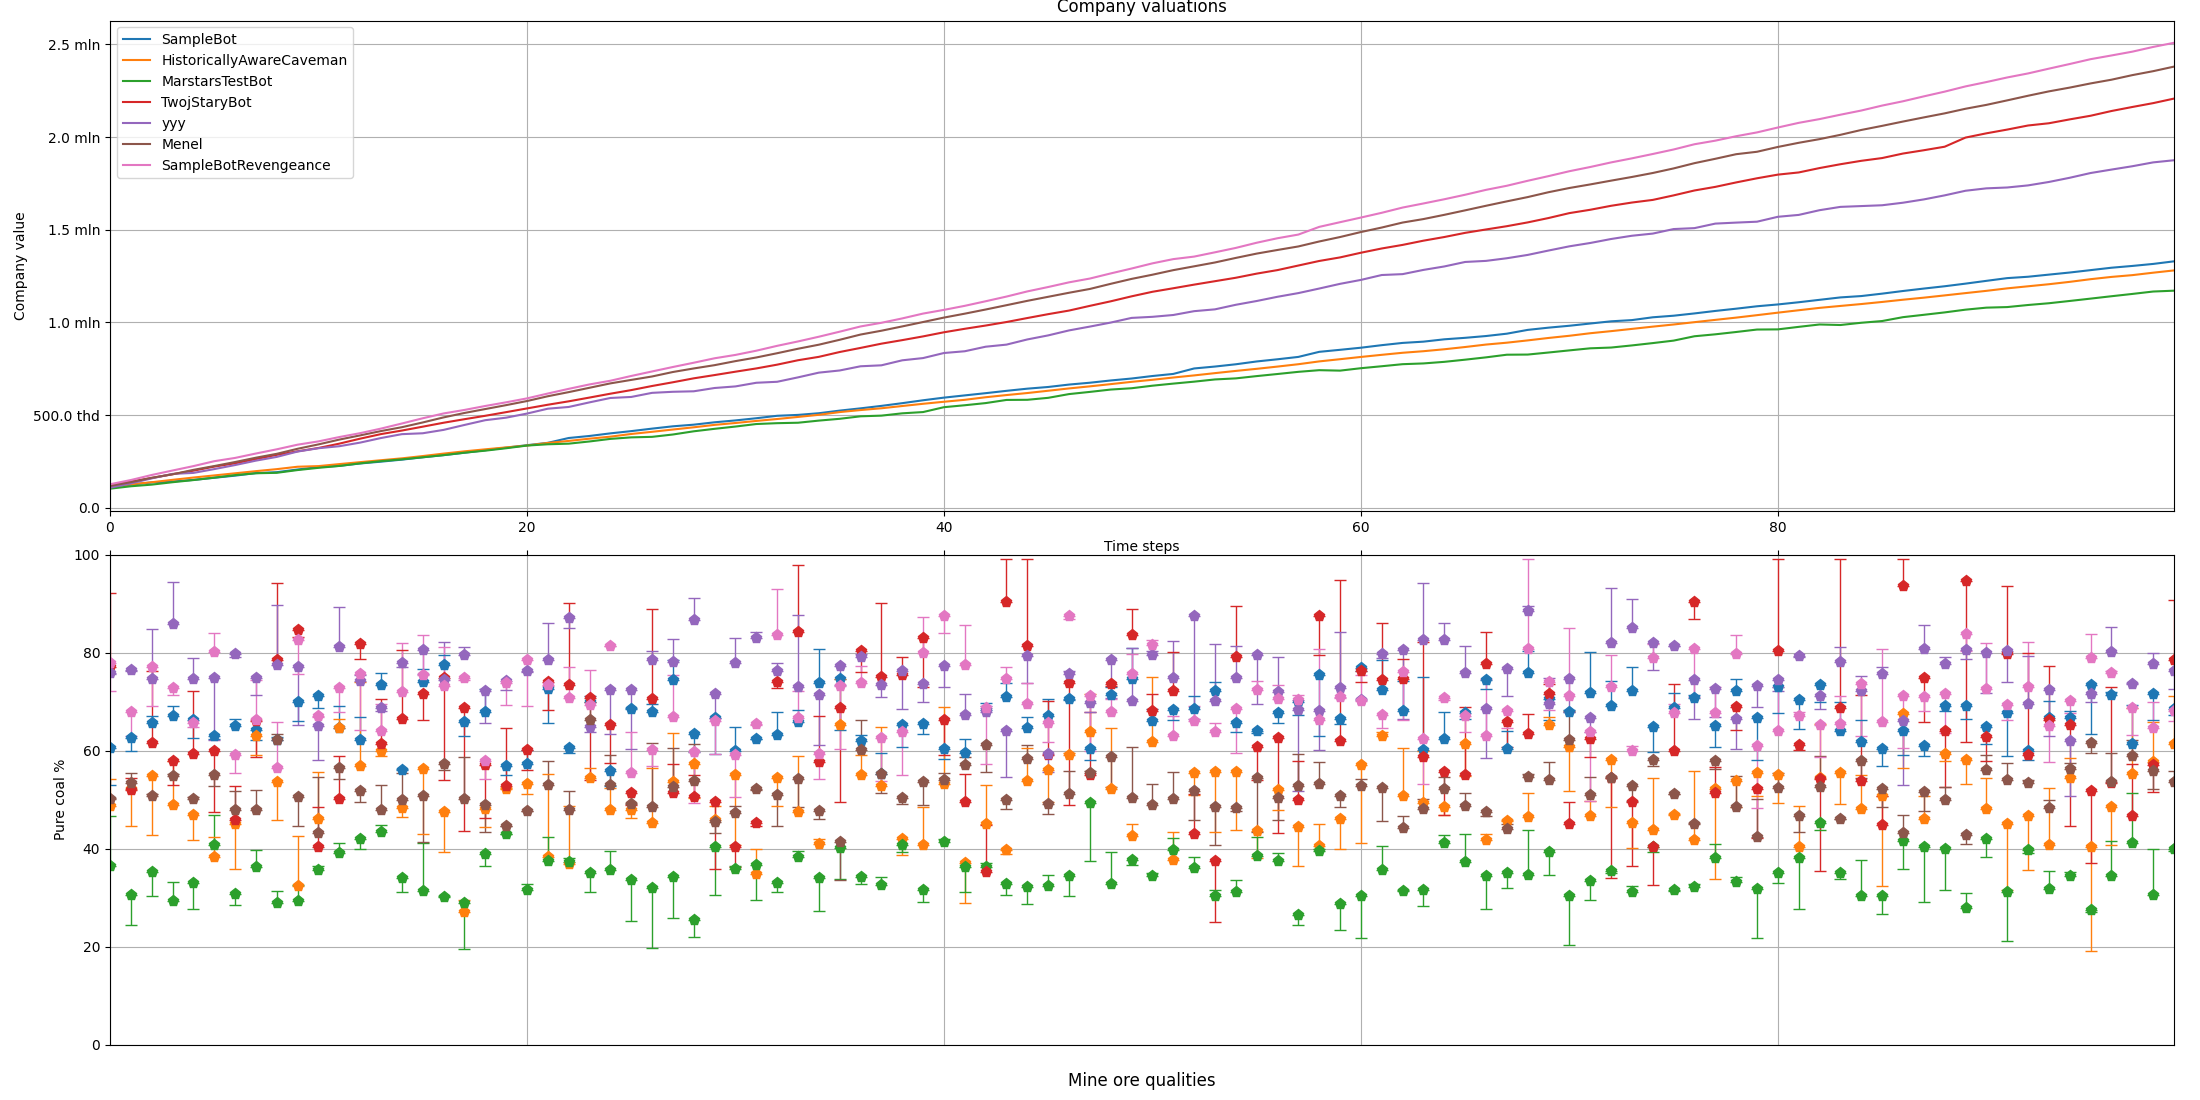 Company valuations
SampleBot
HistoricallyAwareCaveman
MarstarsTestBot
TwojStaryBot
yyy
Menel
SampleBotRevengeance
Company value
2.5 mln
2.0 mln
1.5 mln
1.0 mln
500.0 thd
0.0
0 20 40 60 80
Time steps
Pure coal %
100
80
60
40
20
0
Mine ore qualities